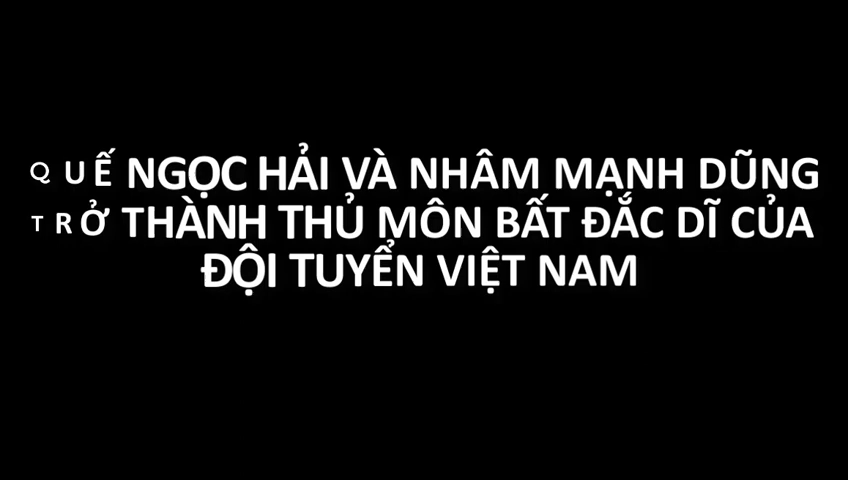 QUẾ NGỌC HẢI VÀ NHÂM MẠNH DŨNG
TRỞ THÀNH THỦ MÔN BẤT ĐẮC DĨ CỦA
ĐỘI TUYỂN VIỆT NAM